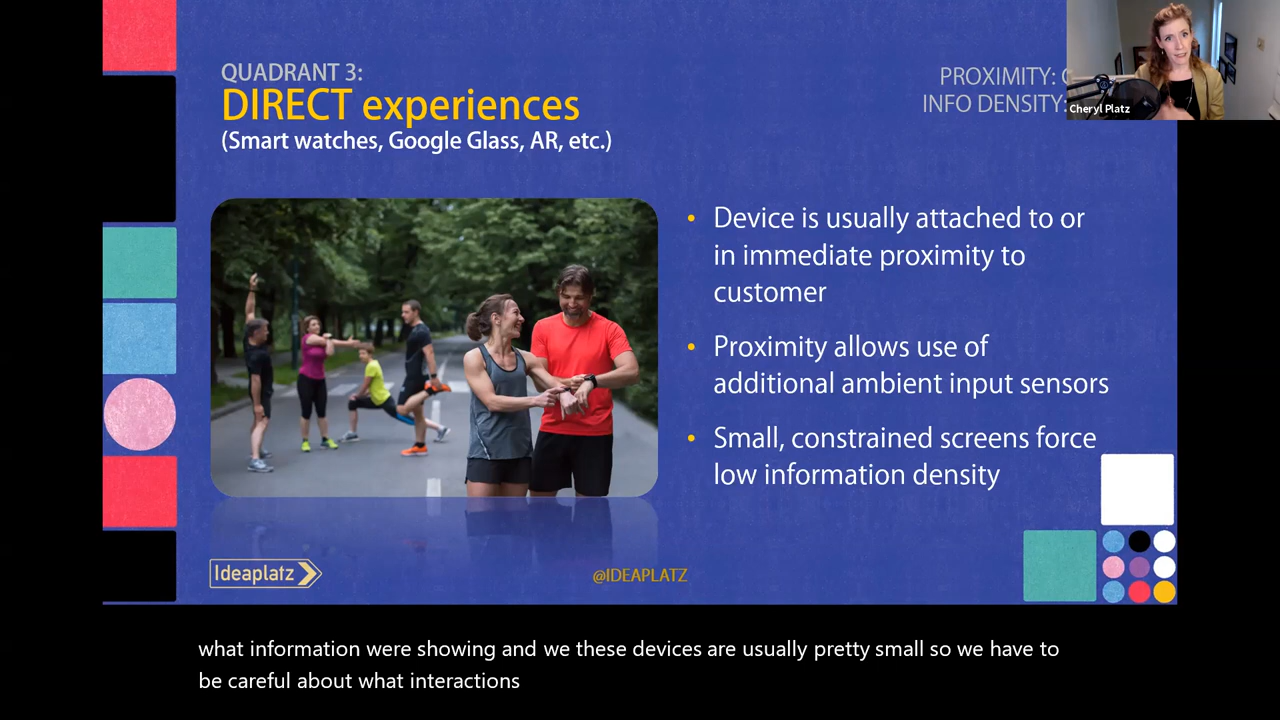 QUADRANT 3:
DIRECT experiences
(Smart watches, Google Glass, AR, etc.)
PROXIMITY:
INFO DENSITY:
Cheryl Platz
• Device is usually attached to or
in immediate proximity to
customer
• Proximity allows use of
additional ambient input sensors
• Small, constrained screens force
low information density
Ideaplatz
@IDEAPLATZ
what information were showing and we these devices are usually pretty small so we have to
be careful about what interactions